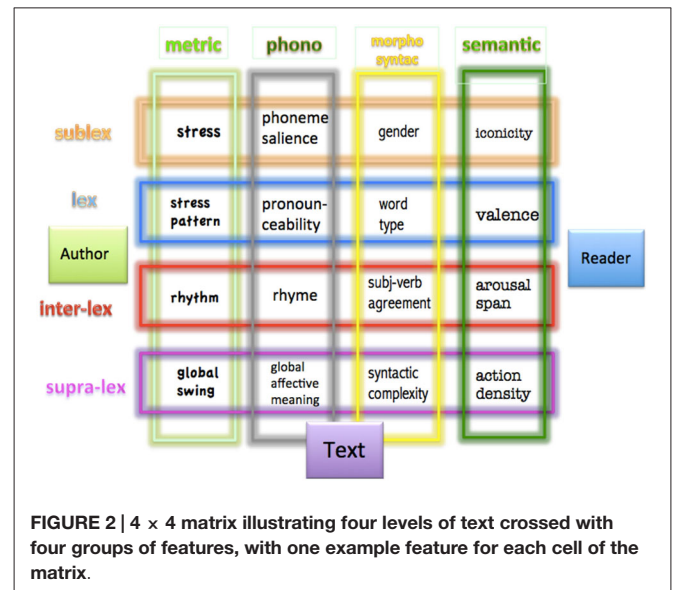 metric phono morpho syntac semantic
sublex
stress
phoneme
salience
gender
iconicity
lex
stress
pattern
pronoun-
ceability
word
type
valence
Author
Reader
inter-lex
rhythm
rhyme
subj-verb
agreement
arousal
span
supra-lex
global
swing
global
affective
meaning
syntactic
complexity
action
density
Text
FIGURE 2 | 4 × 4 matrix illustrating four levels of text crossed with
four groups of features, with one example feature for each cell of the
matrix.